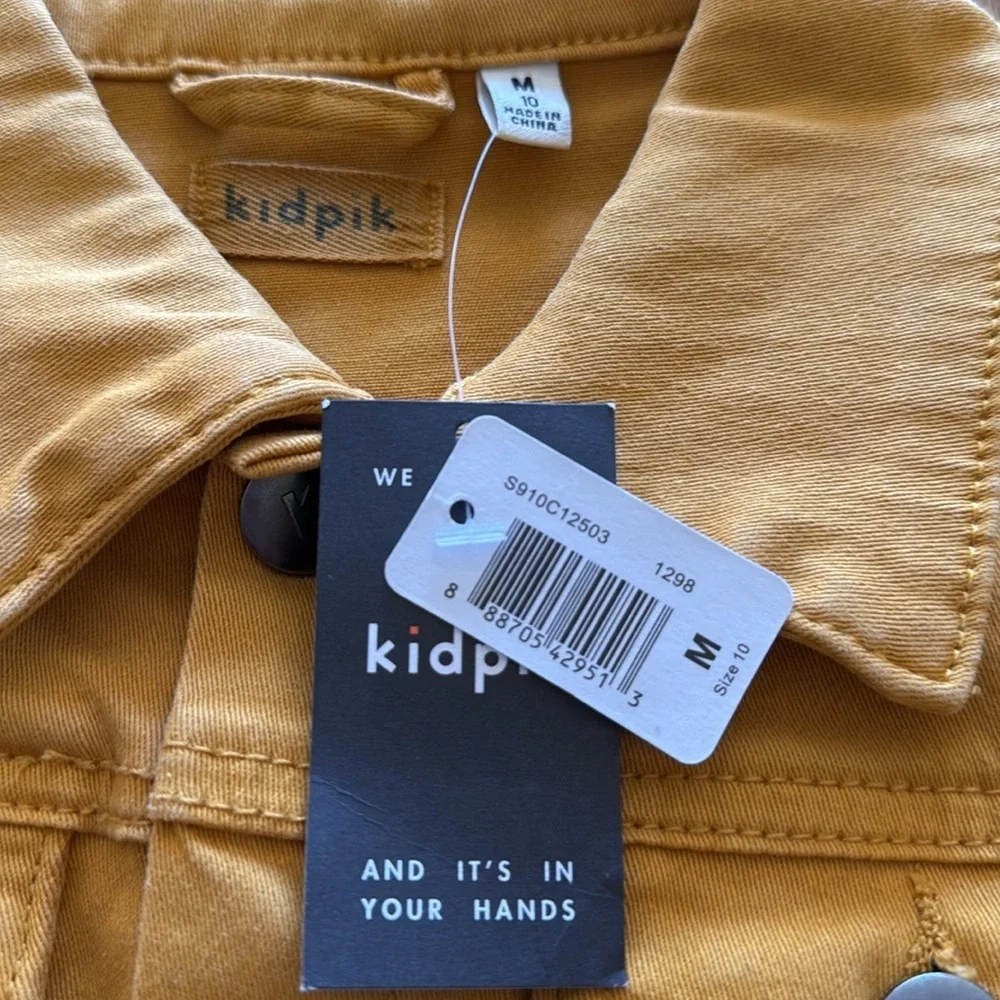 M
10
MADE IN
CHINA
kidpik
WE
S910C12503
1298
8 88705 42951 3
M
Size 10
kidp
AND IT'S IN
YOUR HANDS